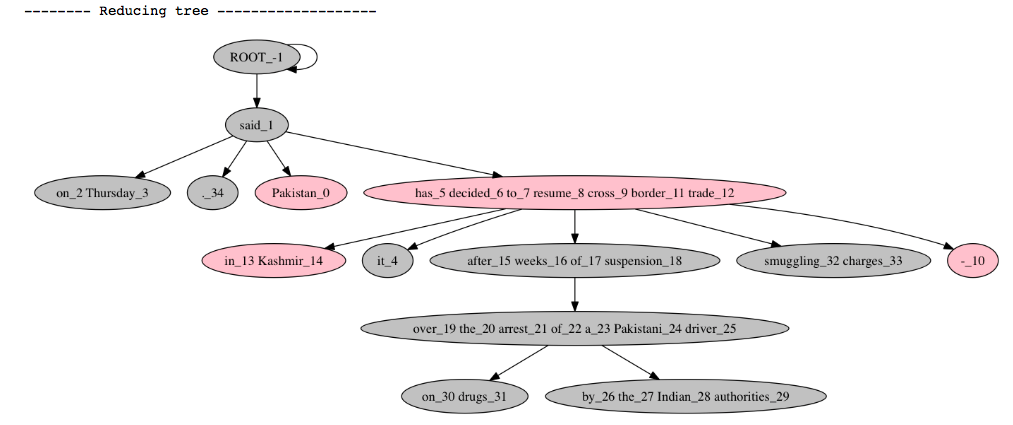 -------- Reducing tree -------------------
ROOT_-1
said_1
on_2 Thursday_3 ._34 Pakistan_0 has_5 decided_6 to_7 resume_8 cross_9 border_11 trade_12
in_13 Kashmir_14 it_4 after_15 weeks_16 of_17 suspension_18 smuggling_32 charges_33 -_10
over_19 the_20 arrest_21 of_22 a_23 Pakistani_24 driver_25
on_30 drugs_31 by_26 the_27 Indian_28 authorities_29